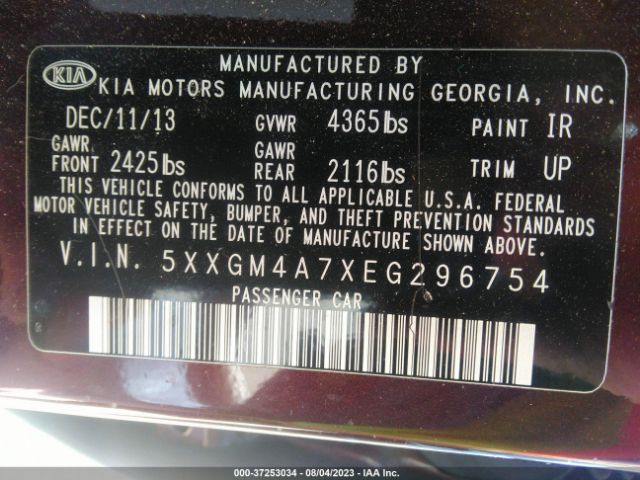 MANUFACTURED BY
KIA KIA MOTORS MANUFACTURING GEORGIA, INC.
DEC/11/13 GVWR 4365lbs PAINT IR
GAWR FRONT 2425lbs GAWR REAR 2116lbs TRIM UP
THIS VEHICLE CONFORMS TO ALL APPLICABLE U.S.A. FEDERAL
MOTOR VEHICLE SAFETY, BUMPER, AND THEFT PREVENTION STANDARDS
IN EFFECT ON THE DATE OF MANUFACTURE SHOWN ABOVE.
V.I.N. 5XXGM4A7XEG296754
PASSENGER CAR
000-37253034 - 08/04/2023 - IAA Inc.